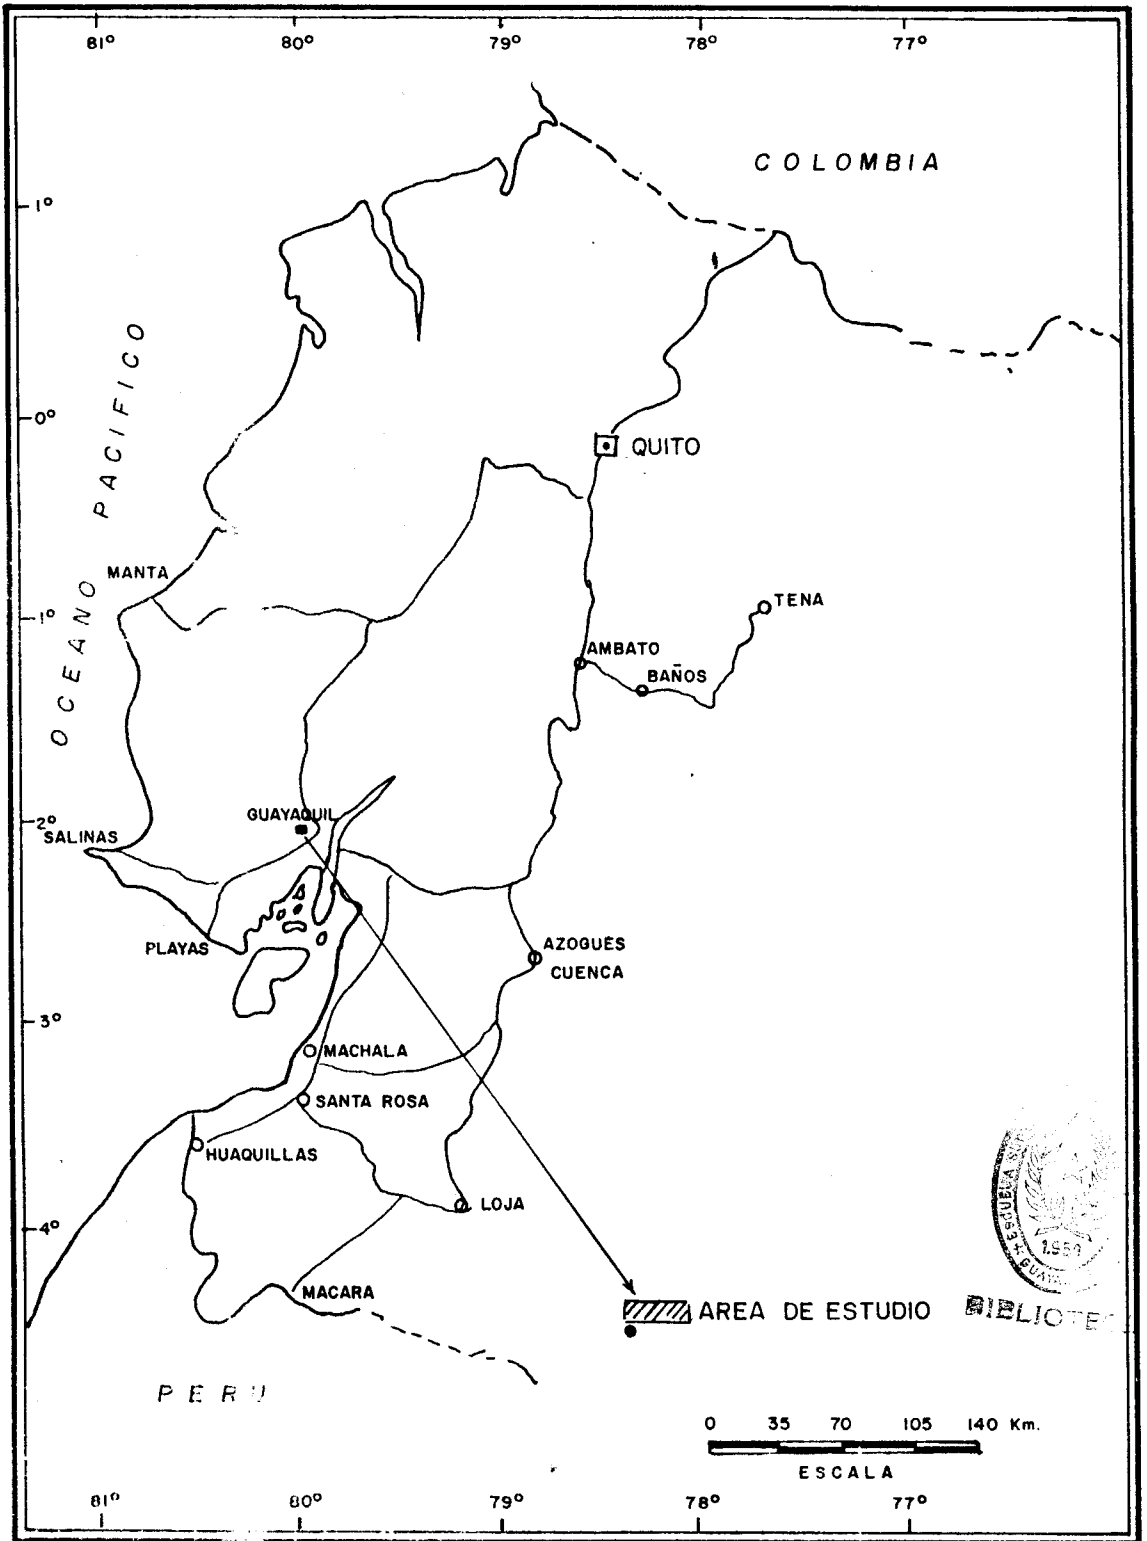 81° 80° 79° 78° 77°
COLOMBIA
1°
OCEANO PACIFICO
0°
QUITO
MANTA
1°
TENA
AMBATO
BAÑOS
GUAYAQUIL
2°
SALINAS
PLAYAS
AZOGUES
CUENCA
3°
MACHALA
SANTA ROSA
HUAQUILLAS
LOJA
4°
ESCUELA
1958
MACARA
AREA DE ESTUDIO
PERU
0 35 70 105 140 Km.
ESCALA
81° 80° 79° 78° 77°